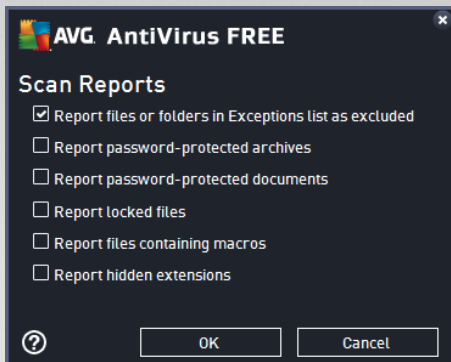 AVG. AntiVirus FREE
Scan Reports
Report files or folders in Exceptions list as excluded
Report password-protected archives
Report password-protected documents
Report locked files
Report files containing macros
Report hidden extensions
? OK Cancel